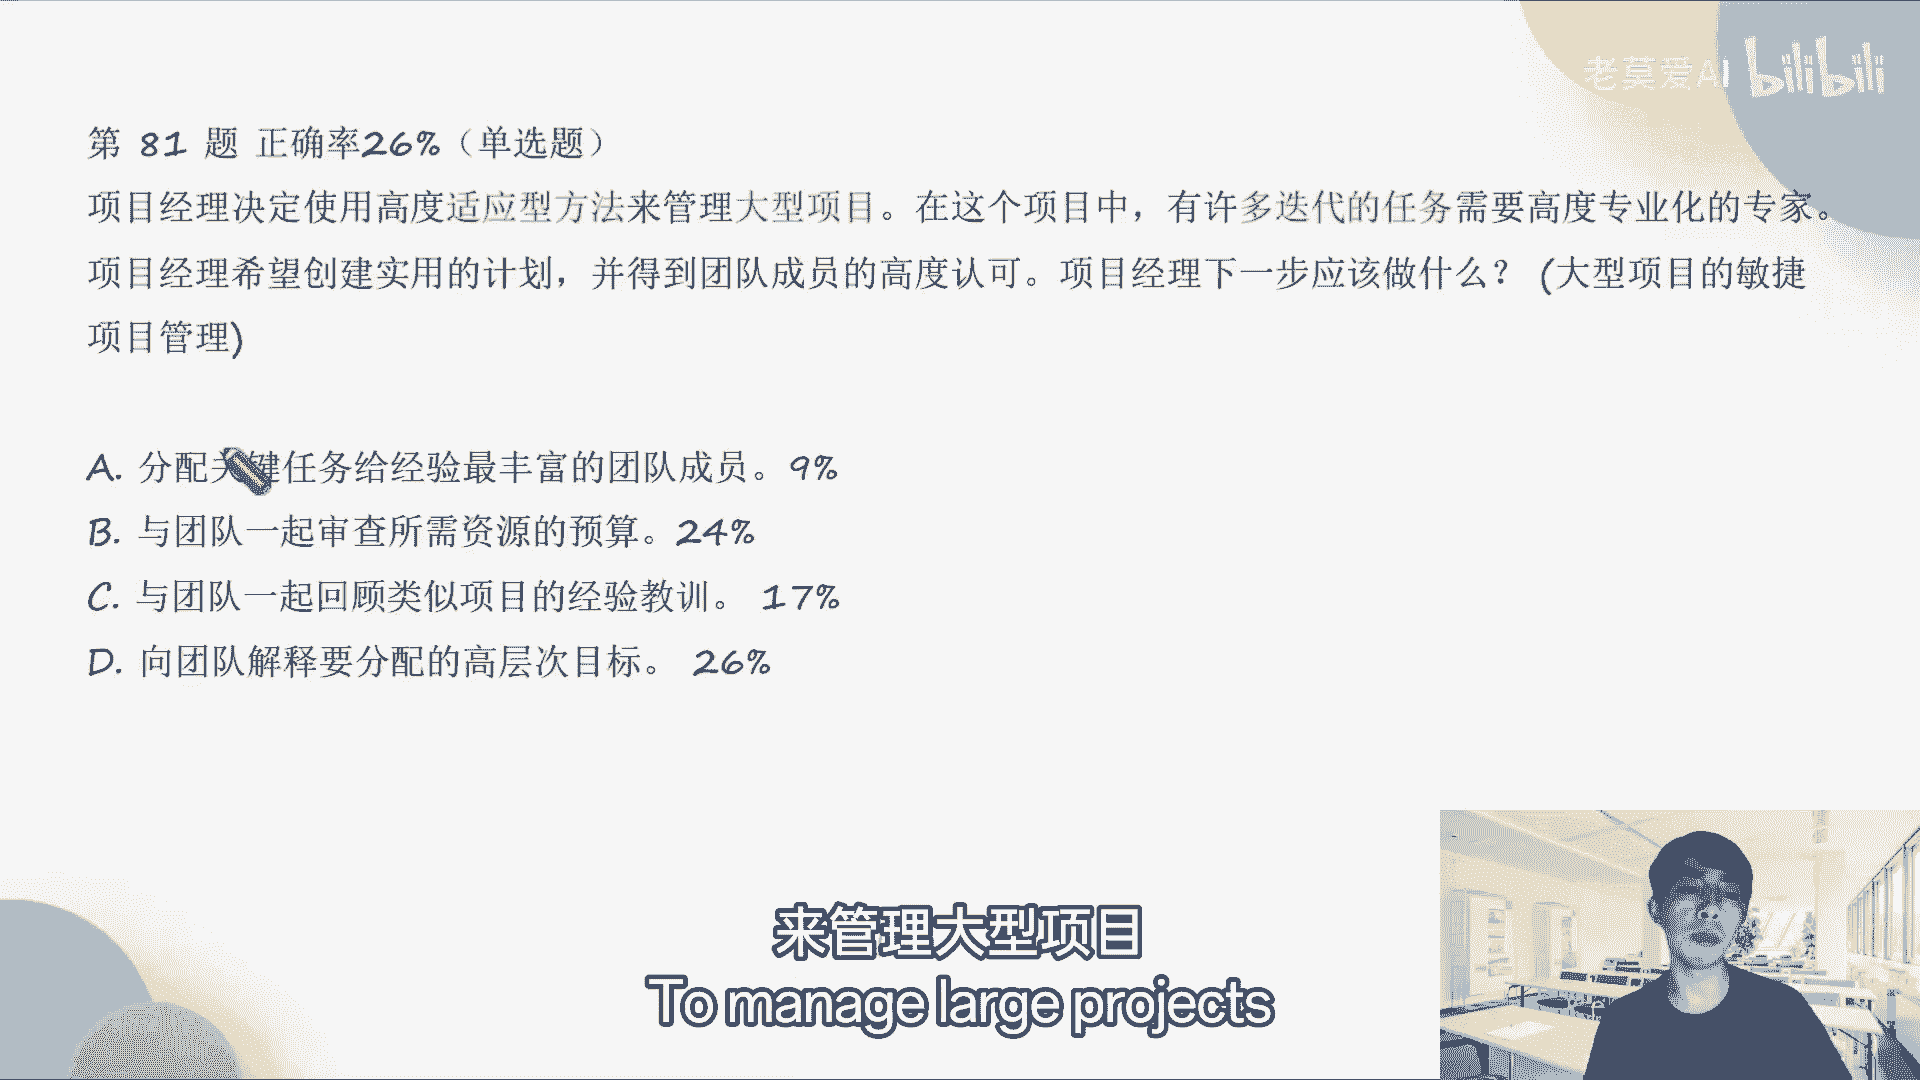 老莫爱AI bilibili
第 81 题 正确率26%（单选题）
项目经理决定使用高度适应型方法来管理大型项目。在这个项目中，有许多迭代的任务需要高度专业化的专家。
项目经理希望创建实用的计划，并得到团队成员的高度认可。项目经理下一步应该做什么？ (大型项目的敏捷
项目管理)
A. 分配关键任务给经验最丰富的团队成员。9%
B. 与团队一起审查所需资源的预算。24%
C. 与团队一起回顾类似项目的经验教训。 17%
D. 向团队解释要分配的高层次目标。 26%
来管理大型项目
To manage large projects